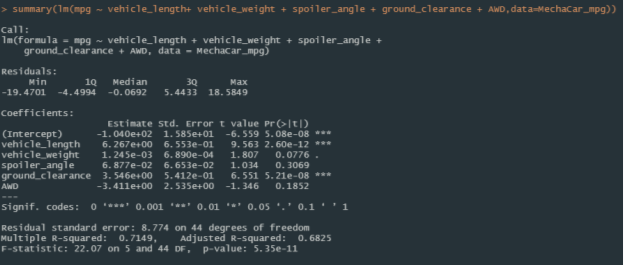 > summary(lm(mpg ~ vehicle_length+ vehicle_weight + spoiler_angle + ground_clearance + AWD,data=MechaCar_mpg))
Call:
lm(formula = mpg ~ vehicle_length + vehicle_weight + spoiler_angle +
ground_clearance + AWD, data = MechaCar_mpg)
Residuals:
Min 1Q Median 3Q Max
-19.4701 -4.4994 -0.0692 5.4433 18.5849
Coefficients:
Estimate Std. Error t value Pr(>|t|)
(Intercept) -1.040e+02 1.585e+01 -6.559 5.08e-08 ***
vehicle_length 6.267e+00 6.553e-01 9.563 2.60e-12 ***
vehicle_weight 1.245e-03 6.890e-04 1.807 0.0776 .
spoiler_angle 6.877e-02 6.653e-02 1.034 0.3069
ground_clearance 3.546e+00 5.412e-01 6.551 5.21e-08 ***
AWD -3.411e+00 2.535e+00 -1.346 0.1852
---
Signif. codes: 0 ‘***’ 0.001 ‘**’ 0.01 ‘*’ 0.05 ‘.’ 0.1 ‘ ’ 1
Residual standard error: 8.774 on 44 degrees of freedom
Multiple R-squared: 0.7149, Adjusted R-squared: 0.6825
F-statistic: 22.07 on 5 and 44 DF, p-value: 5.35e-11